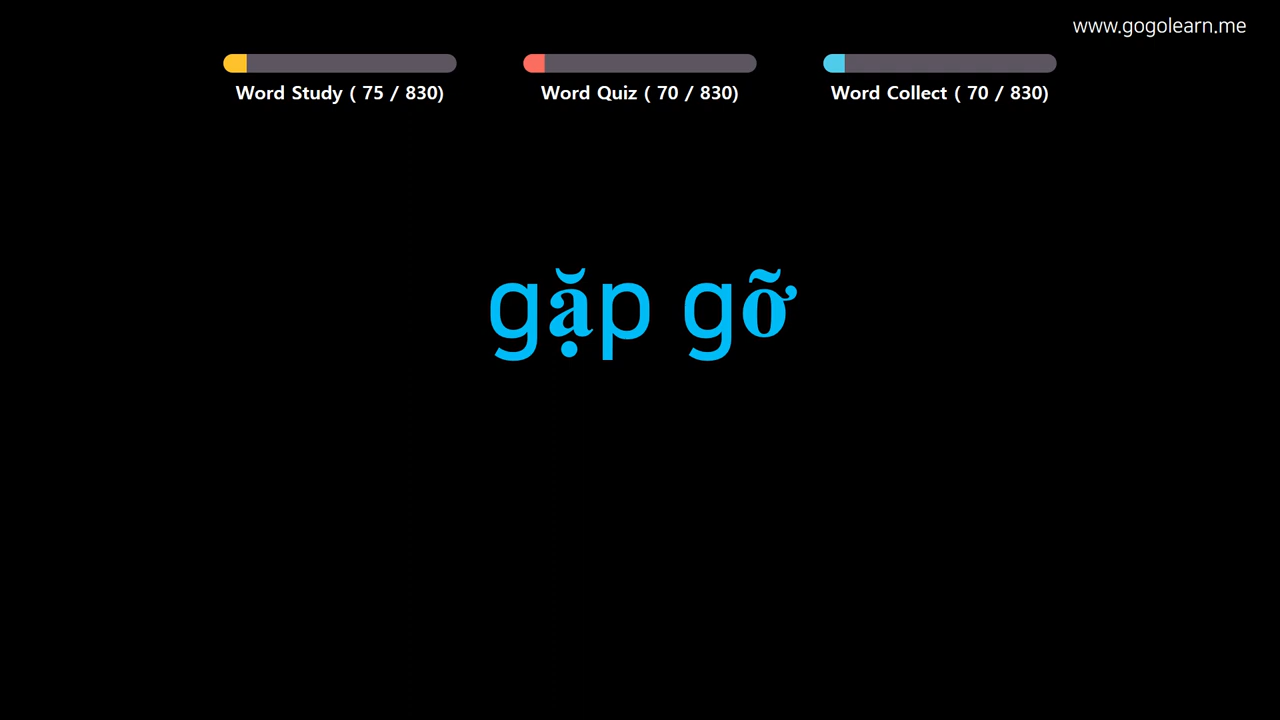 www.gogolearn.me
Word Study ( 75 / 830)
Word Quiz ( 70 / 830)
Word Collect ( 70 / 830)
gặp gỡ